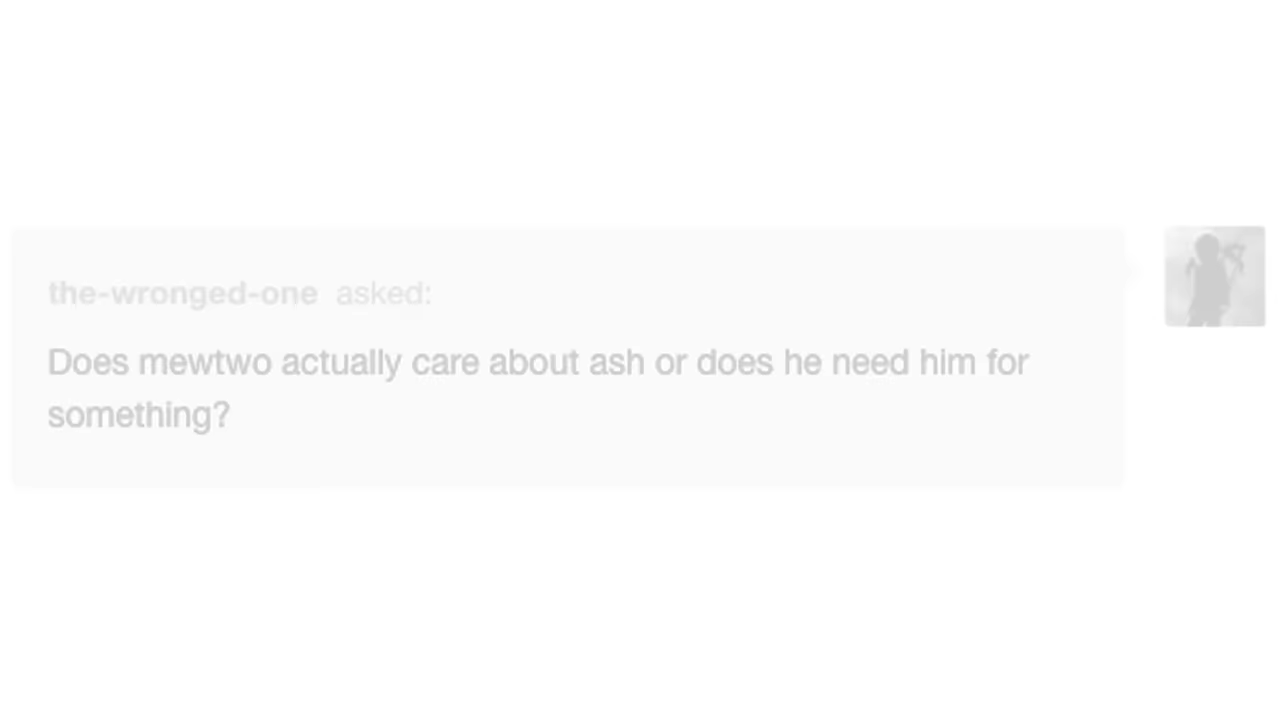 the-wronged-one asked:
Does mewtwo actually care about ash or does he need him for
something?